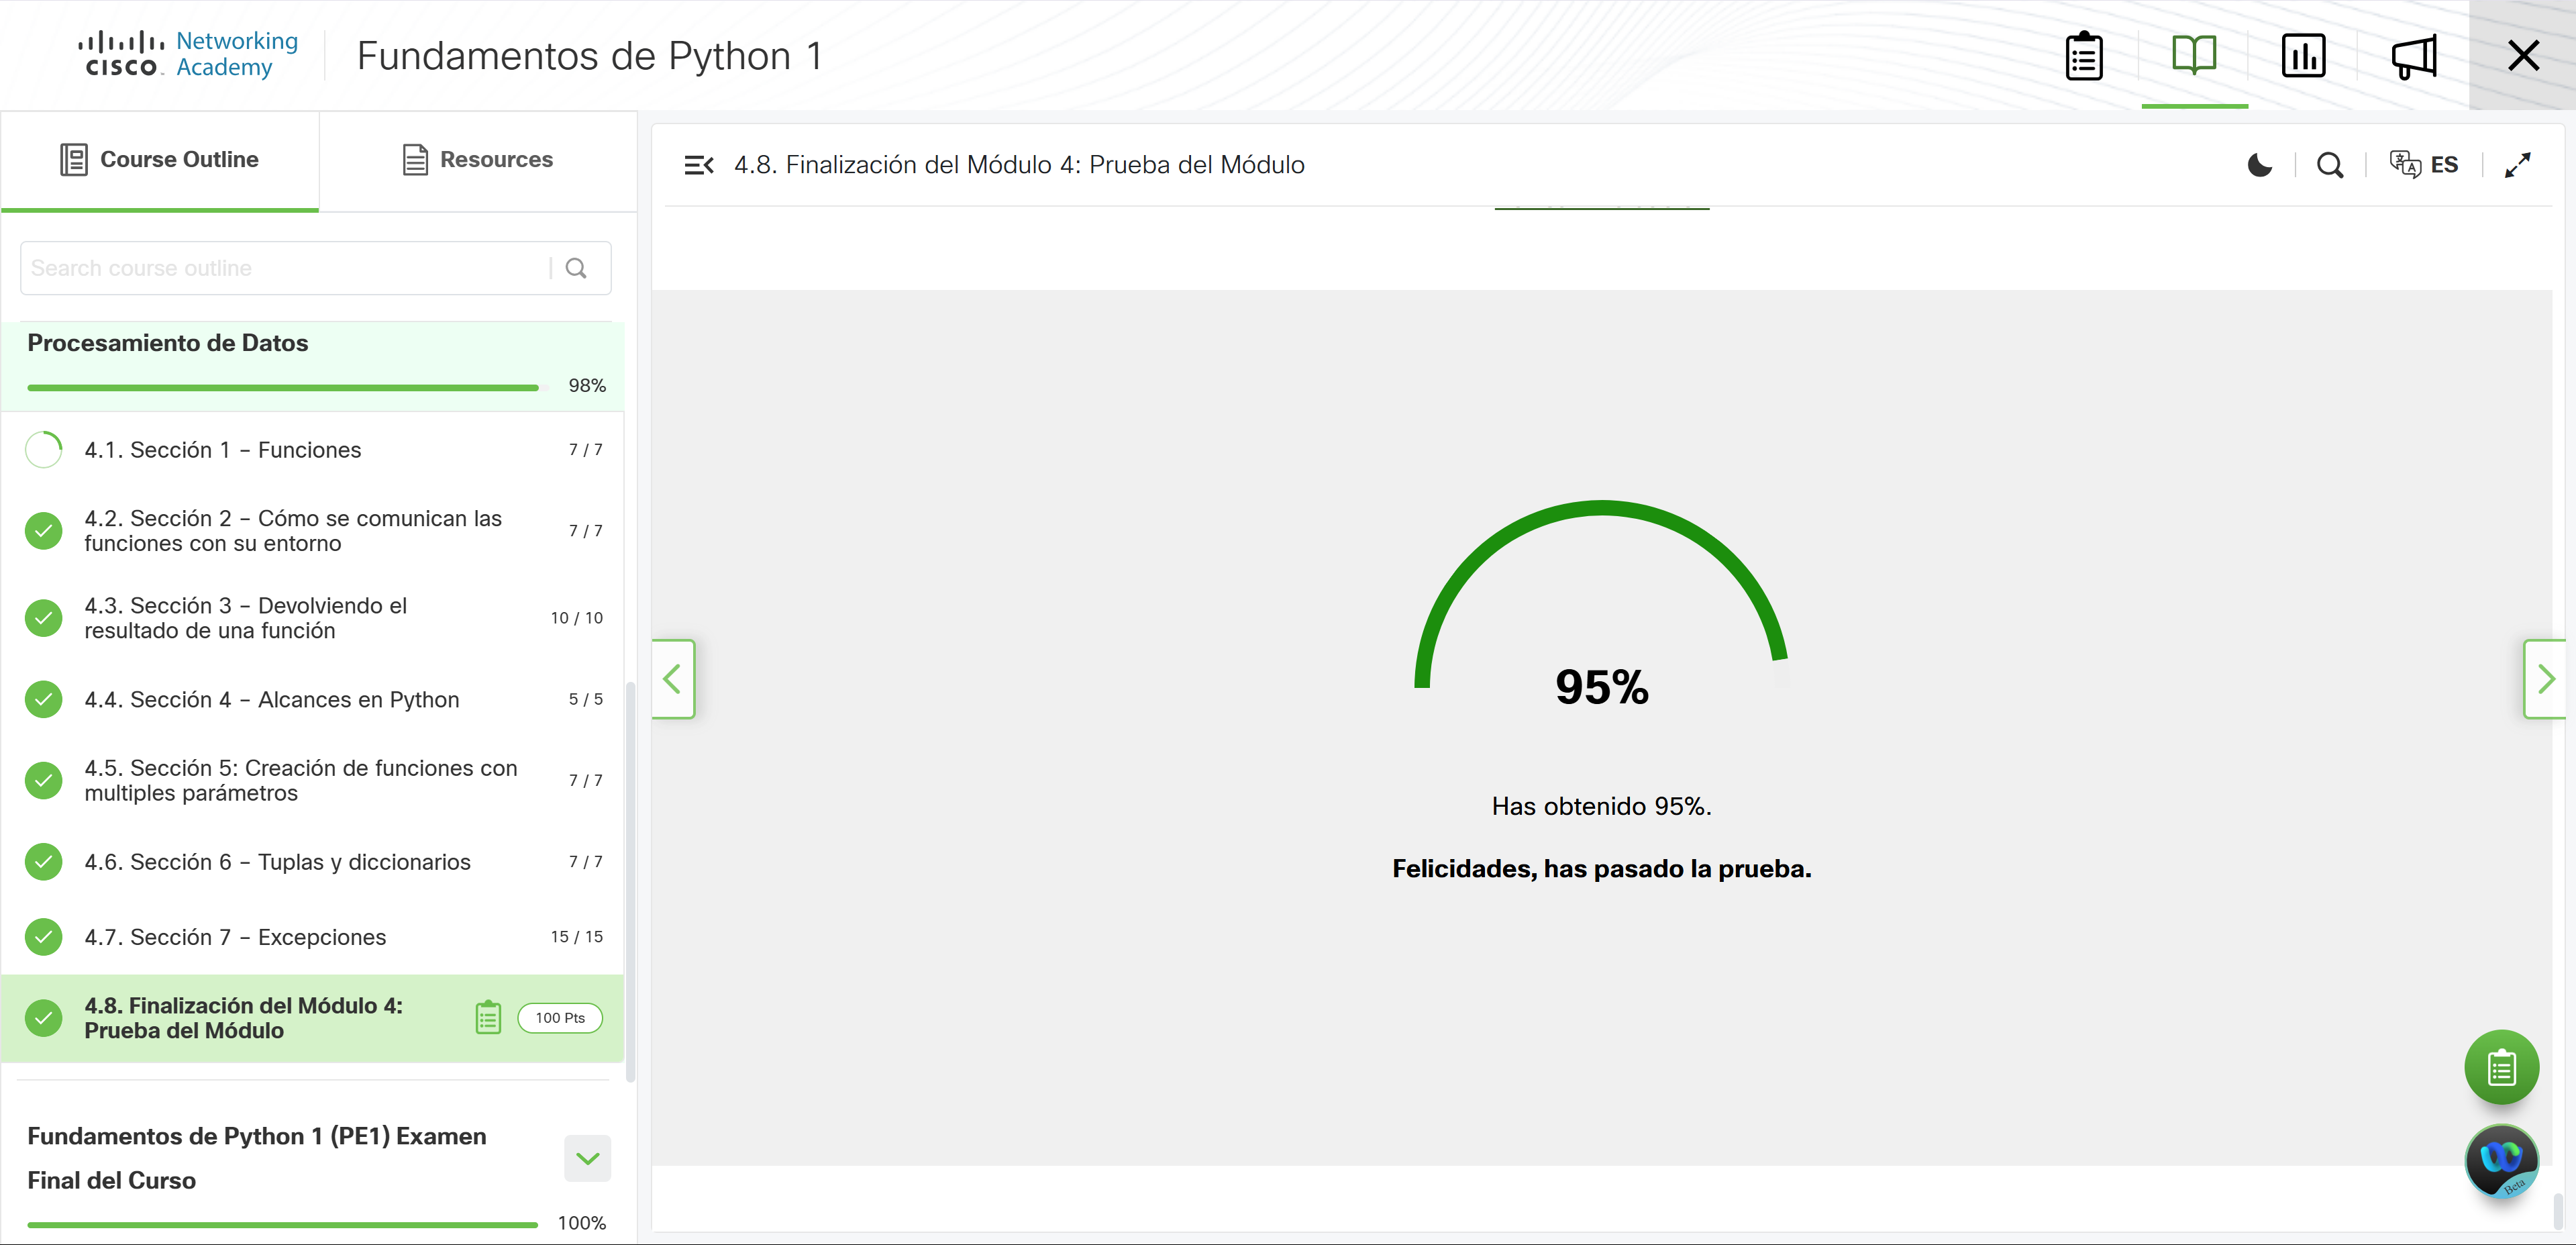 Networking
CISCO Academy
Fundamentos de Python 1
Course Outline
Resources
Search course outline
Procesamiento de Datos
98%
4.1. Sección 1 – Funciones
7 / 7
4.2. Sección 2 – Cómo se comunican las
funciones con su entorno
7 / 7
4.3. Sección 3 – Devolviendo el
resultado de una función
10 / 10
4.4. Sección 4 – Alcances en Python
5 / 5
4.5. Sección 5: Creación de funciones con
multiples parámetros
7 / 7
4.6. Sección 6 – Tuplas y diccionarios
7 / 7
4.7. Sección 7 – Excepciones
15 / 15
4.8. Finalización del Módulo 4:
Prueba del Módulo
100 Pts
Fundamentos de Python 1 (PE1) Examen
Final del Curso
100%
4.8. Finalización del Módulo 4: Prueba del Módulo
ES
95%
Has obtenido 95%.
Felicidades, has pasado la prueba.
Beta